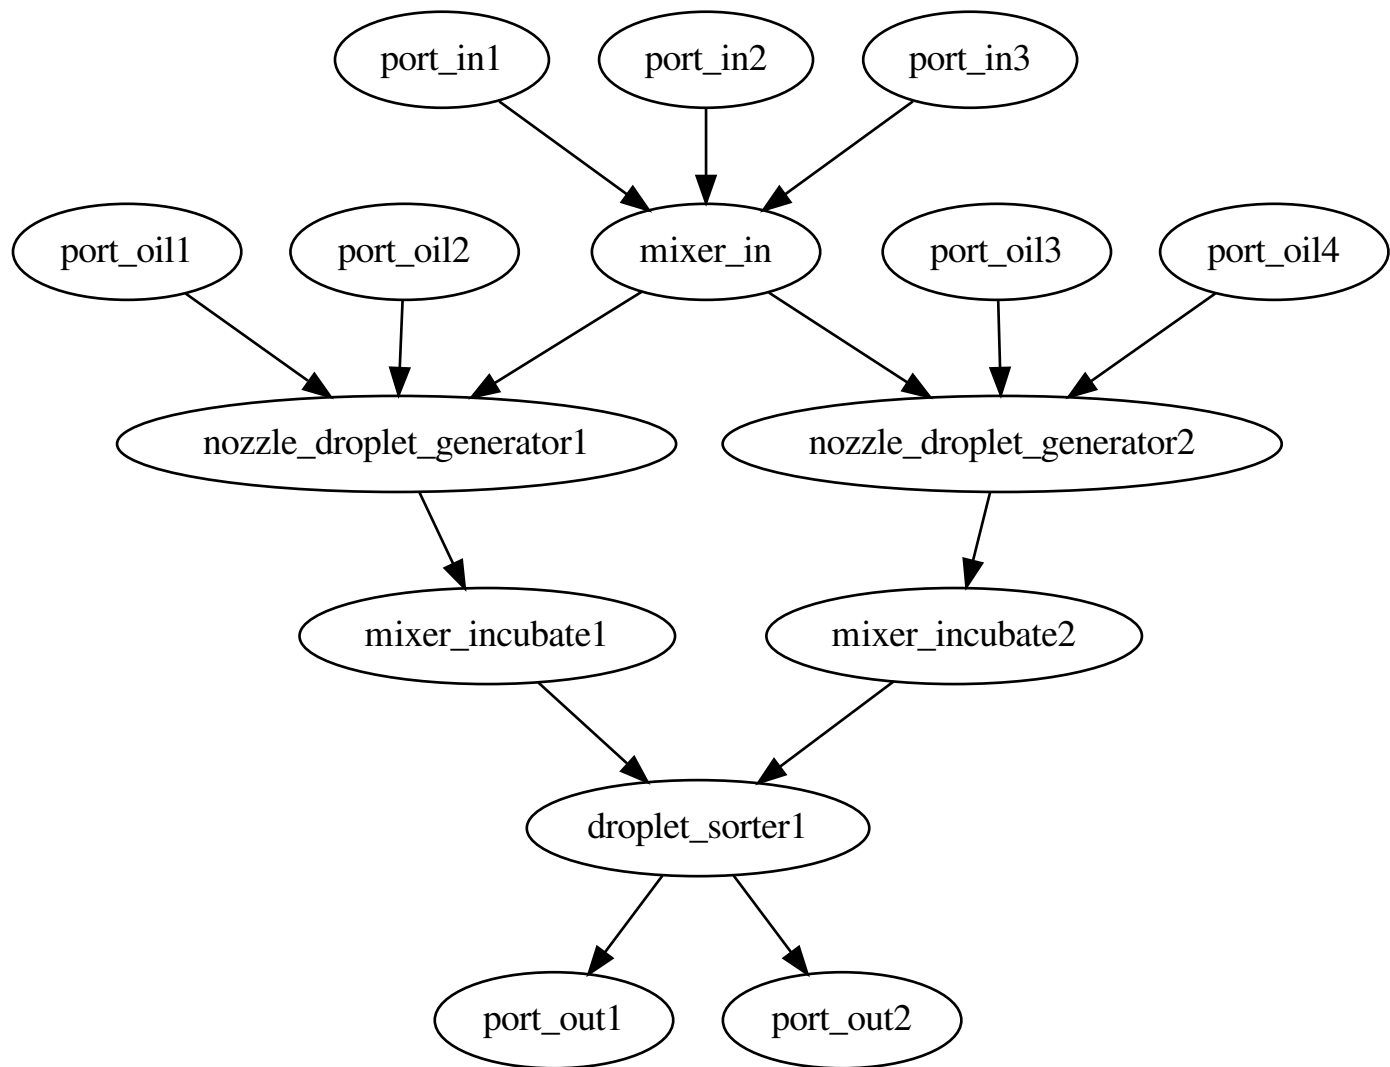 port_in1
port_in2
port_in3
port_oil1
port_oil2
mixer_in
port_oil3
port_oil4
nozzle_droplet_generator1
nozzle_droplet_generator2
mixer_incubate1
mixer_incubate2
droplet_sorter1
port_out1
port_out2